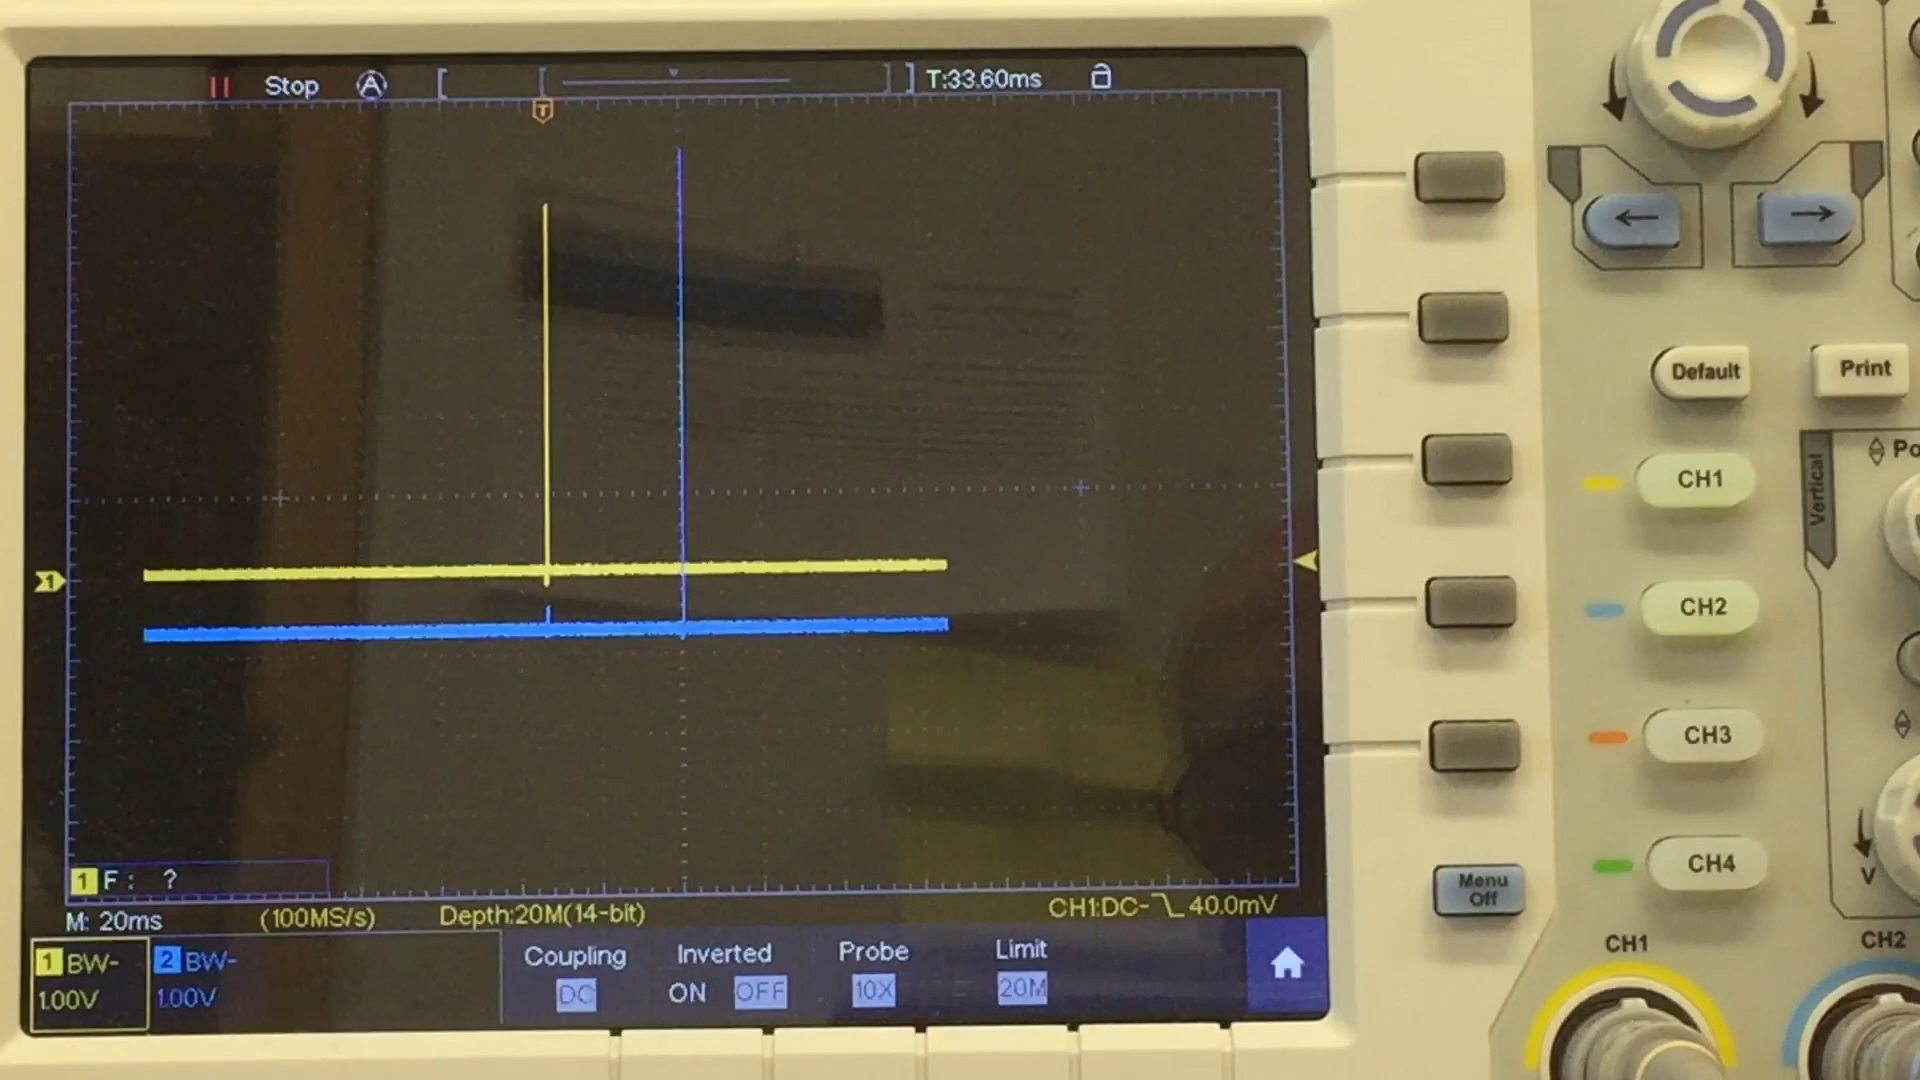 Stop A T:33.60ms
T
Default
Print
Po
Vertical
CH1
1
CH2
CH3
CH4
1 F : ?
Menu
Off
M: 20ms (100MS/s) Depth:20M(14-bit) CH1:DC- 40.0mV
V
1 BW- 2 BW- Coupling Inverted Probe Limit
1.00V 1.00V DC ON OFF 10X 20M
CH1
CH2